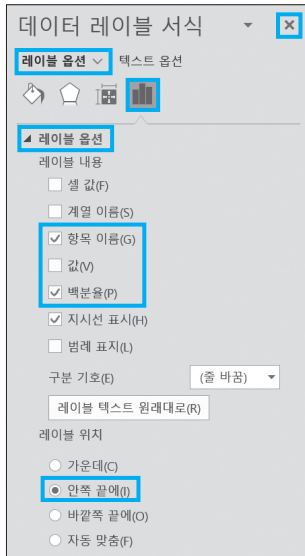 데이터 레이블 서식
레이블 옵션 텍스트 옵션
레이블 옵션
레이블 내용
셀 값(F)
계열 이름(S)
항목 이름(G)
값(V)
백분율(P)
지시선 표시(H)
범례 표지(L)
구분 기호(E) (줄 바꿈)
레이블 텍스트 원래대로(R)
레이블 위치
가운데(C)
안쪽 끝에(I)
바깥쪽 끝에(O)
자동 맞춤(F)